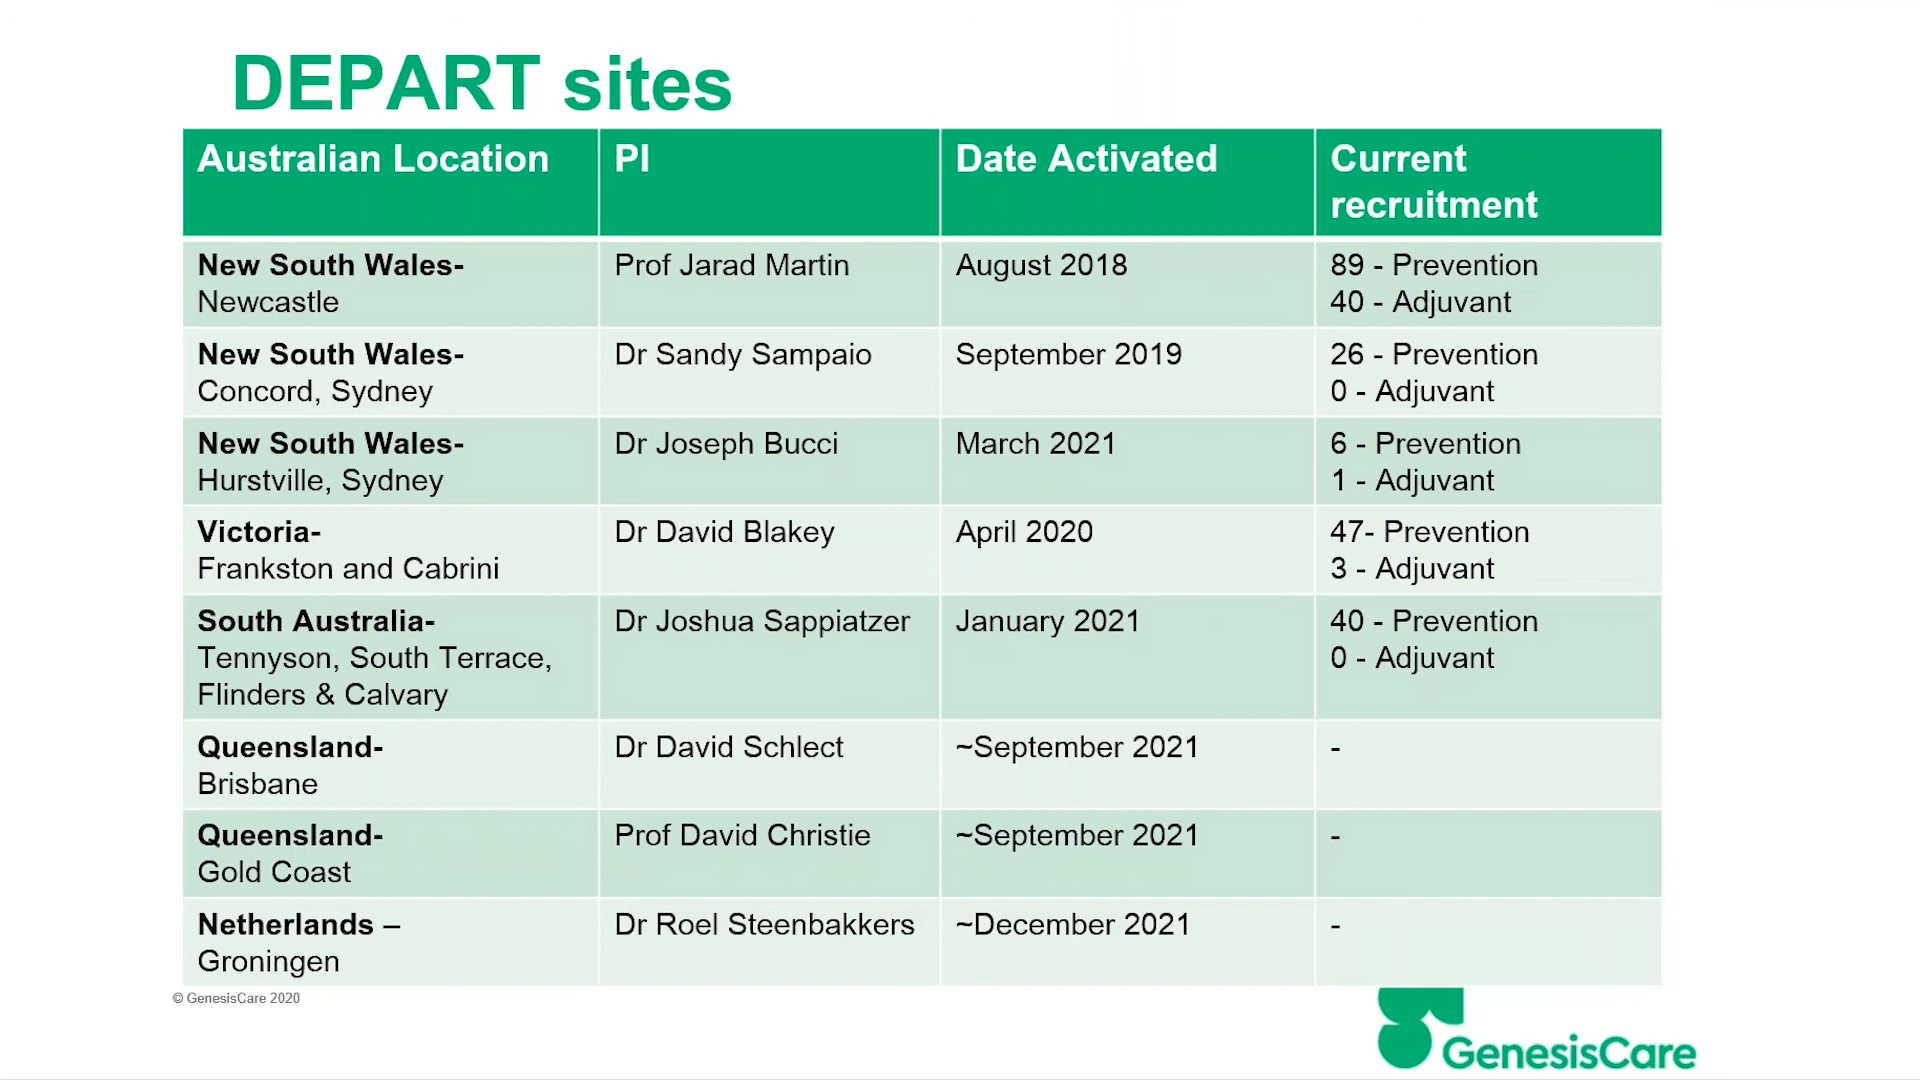 DEPART sites
Australian Location PI Date Activated Current recruitment
New South Wales- Prof Jarad Martin August 2018 89 - Prevention
Newcastle 40 - Adjuvant
New South Wales- Dr Sandy Sampaio September 2019 26 - Prevention
Concord, Sydney 0 - Adjuvant
New South Wales- Dr Joseph Bucci March 2021 6 - Prevention
Hurstville, Sydney 1 - Adjuvant
Victoria- Dr David Blakey April 2020 47- Prevention
Frankston and Cabrini 3 - Adjuvant
South Australia- Dr Joshua Sappiatzer January 2021 40 - Prevention
Tennyson, South Terrace, 0 - Adjuvant
Flinders & Calvary
Queensland- Dr David Schlect ~September 2021 -
Brisbane
Queensland- Prof David Christie ~September 2021 -
Gold Coast
Netherlands – Dr Roel Steenbakkers ~December 2021 -
Groningen
© GenesisCare 2020
GenesisCare